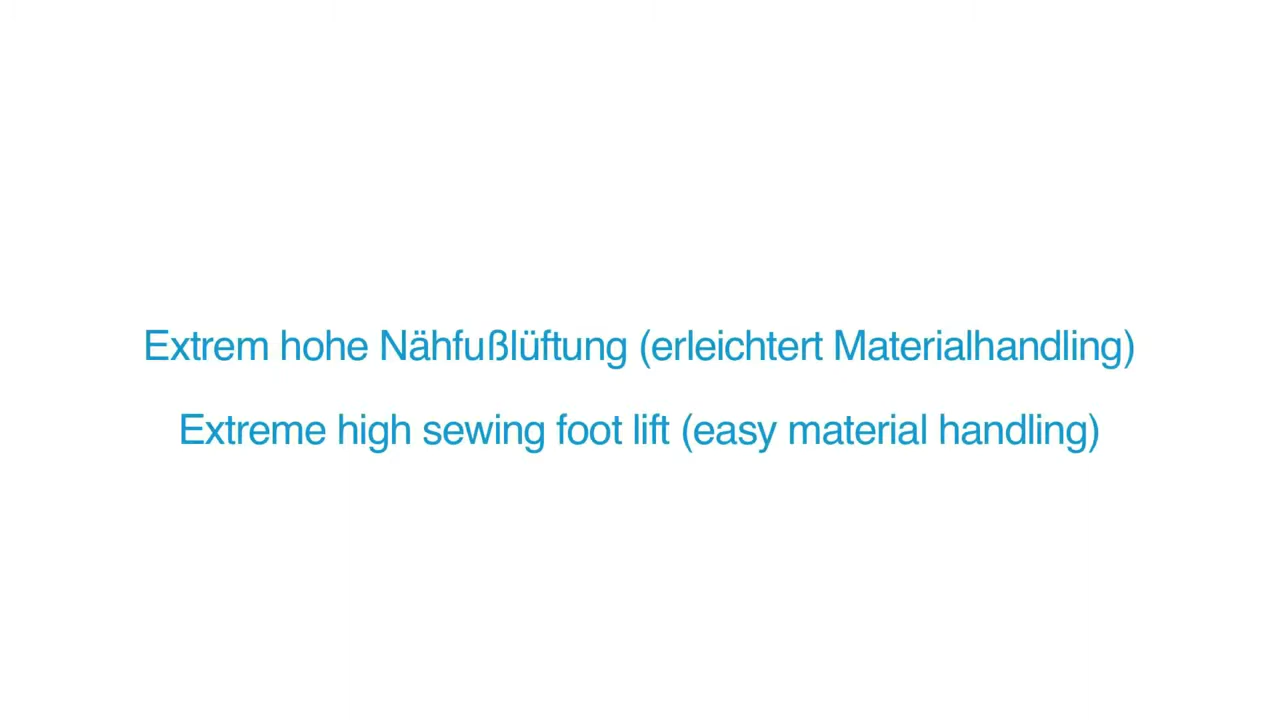 Extrem hohe Nähfußlüftung (erleichtert Materialhandling)
Extreme high sewing foot lift (easy material handling)